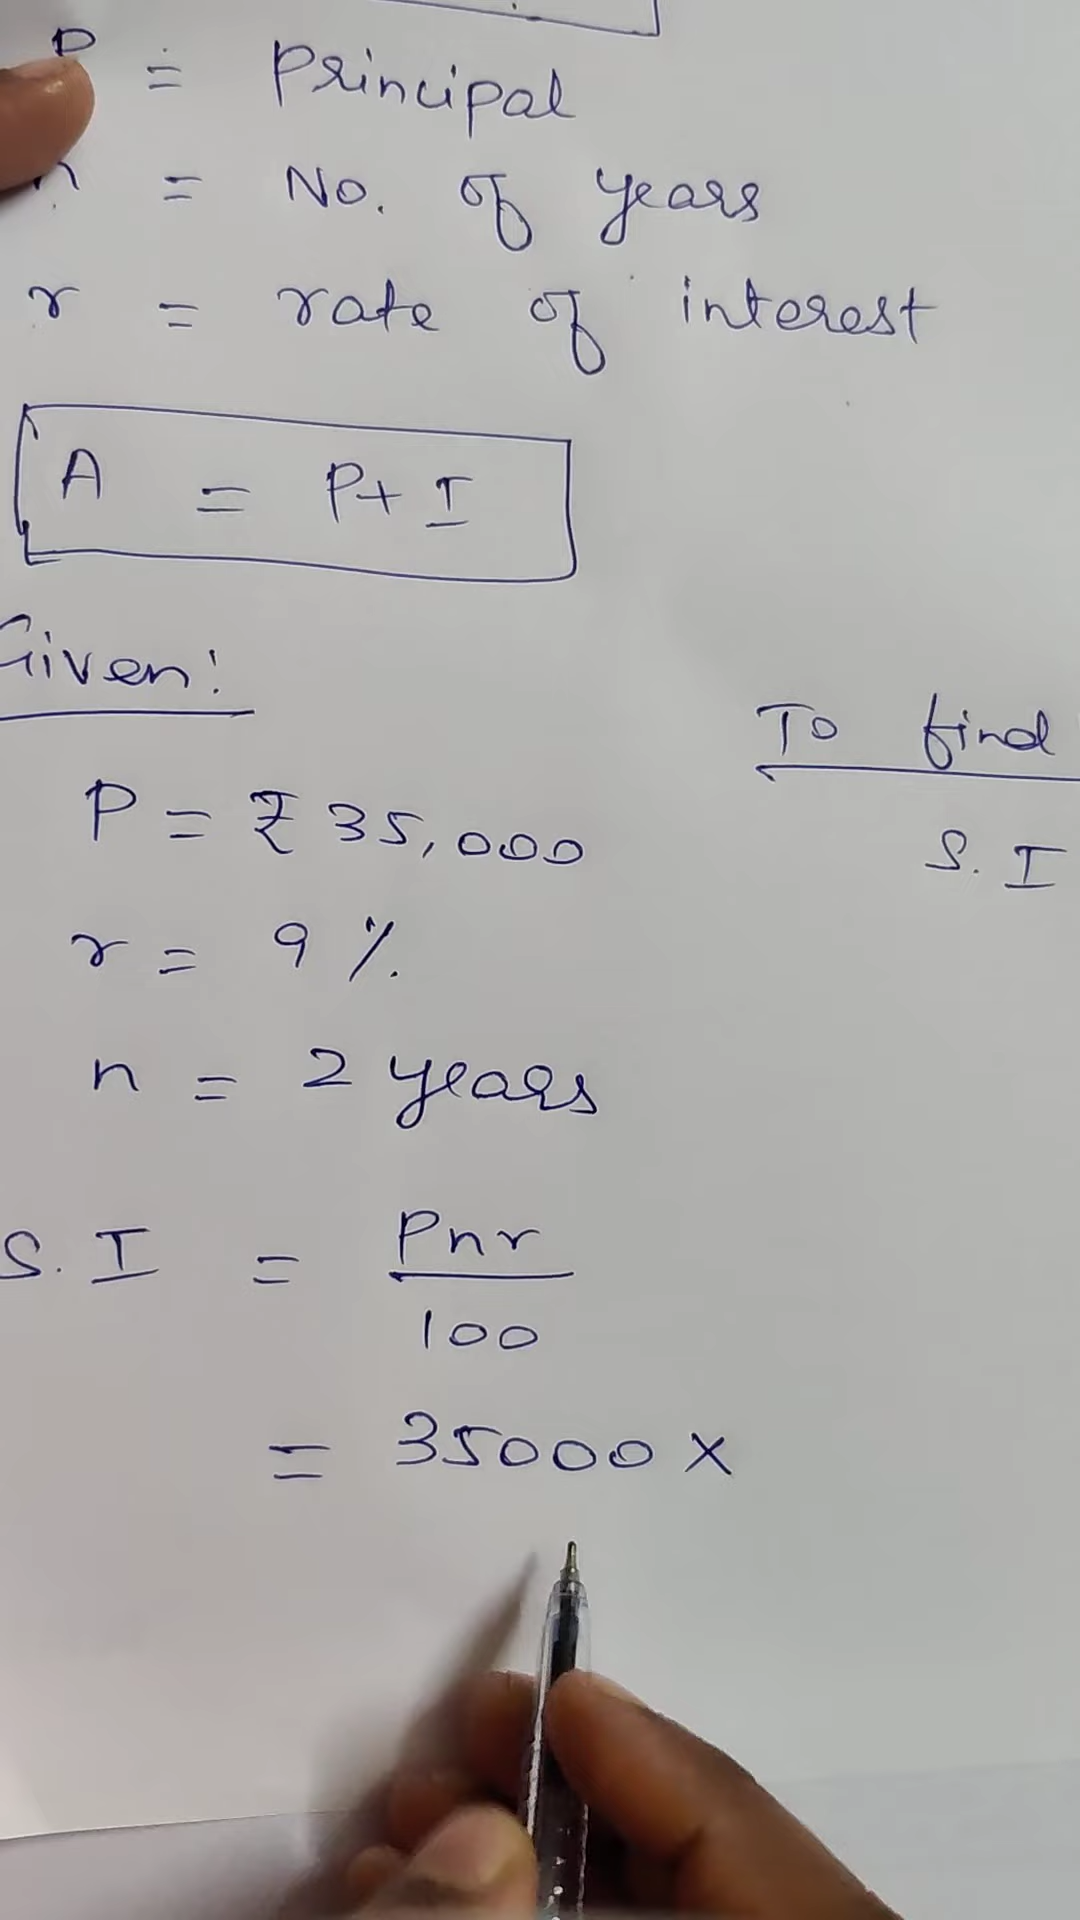 P = Principal
n = No. of years
r = rate of interest
A = P+ I
Given:
To find
P = ₹ 35,000
S. I
r = 9 %.
n = 2 years
S. I = Pnr
100
= 35000 ×